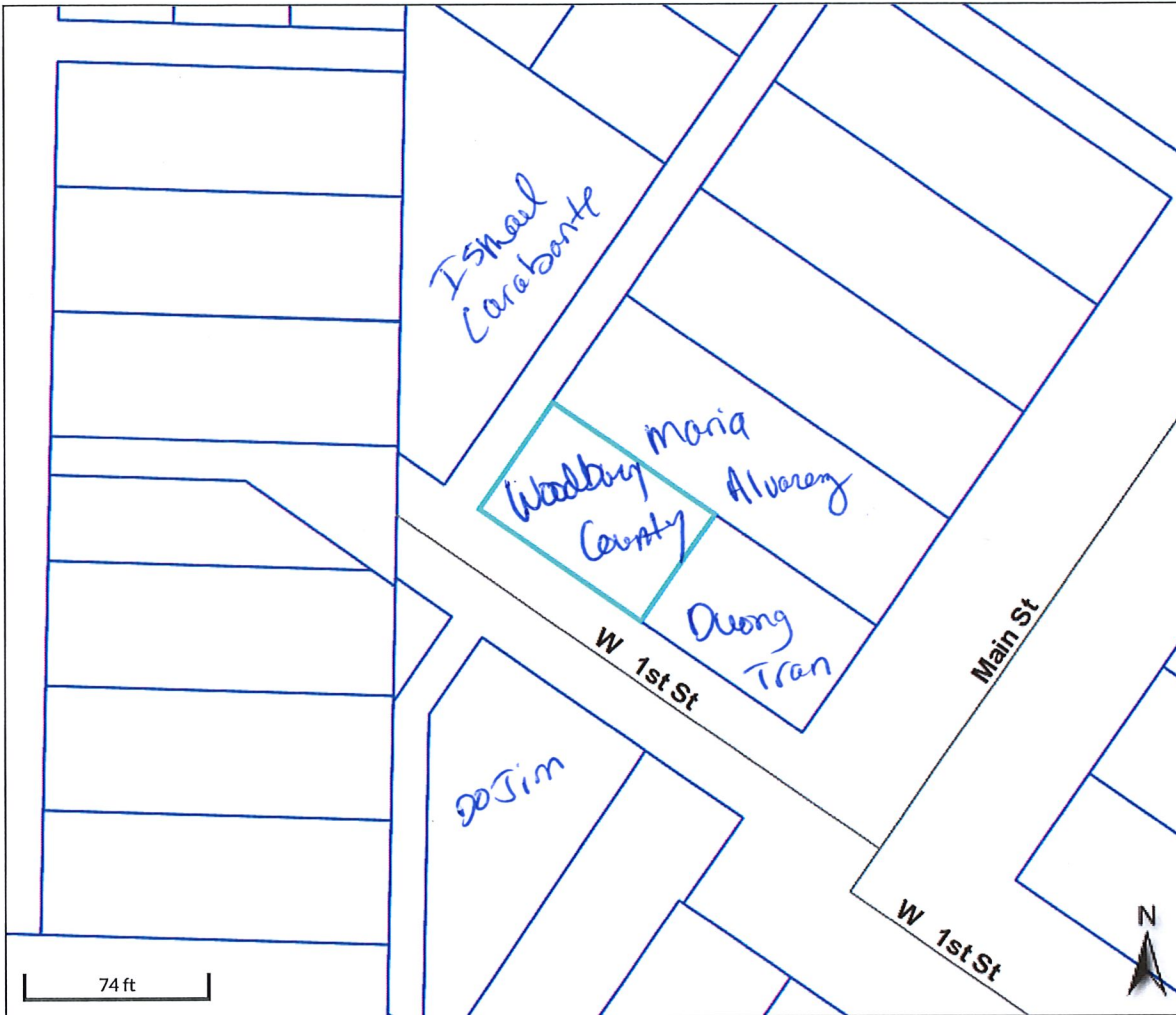 Ismael
Carabante
Maria
Alvarez
Woodbury
County
Duong
Tran
W 1st St
Main St
DoJim
W 1st St
N
74 ft